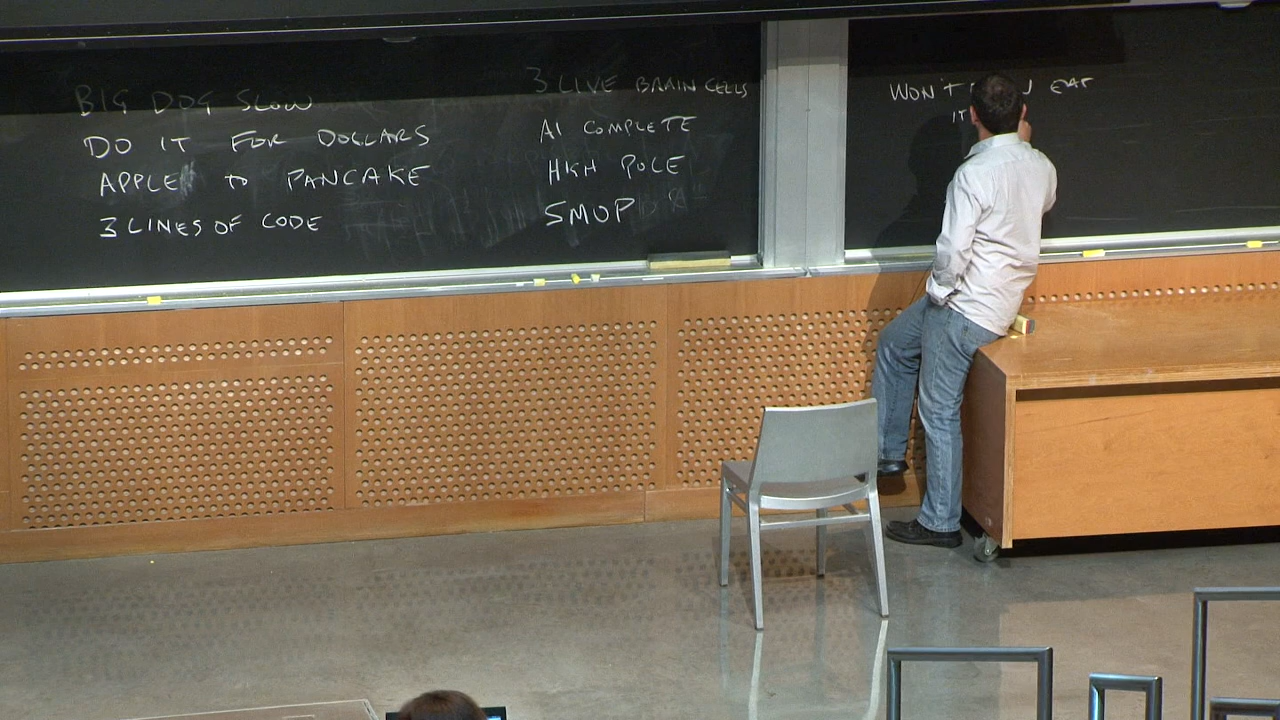 BIG DOG SLOW
DO IT FOR DOLLARS
APPLE TO PANCAKE
3 LINES OF CODE
3 LIVE BRAIN CELLS
AI COMPLETE
HIGH POLE
SMOP
WON'T EAT
IT